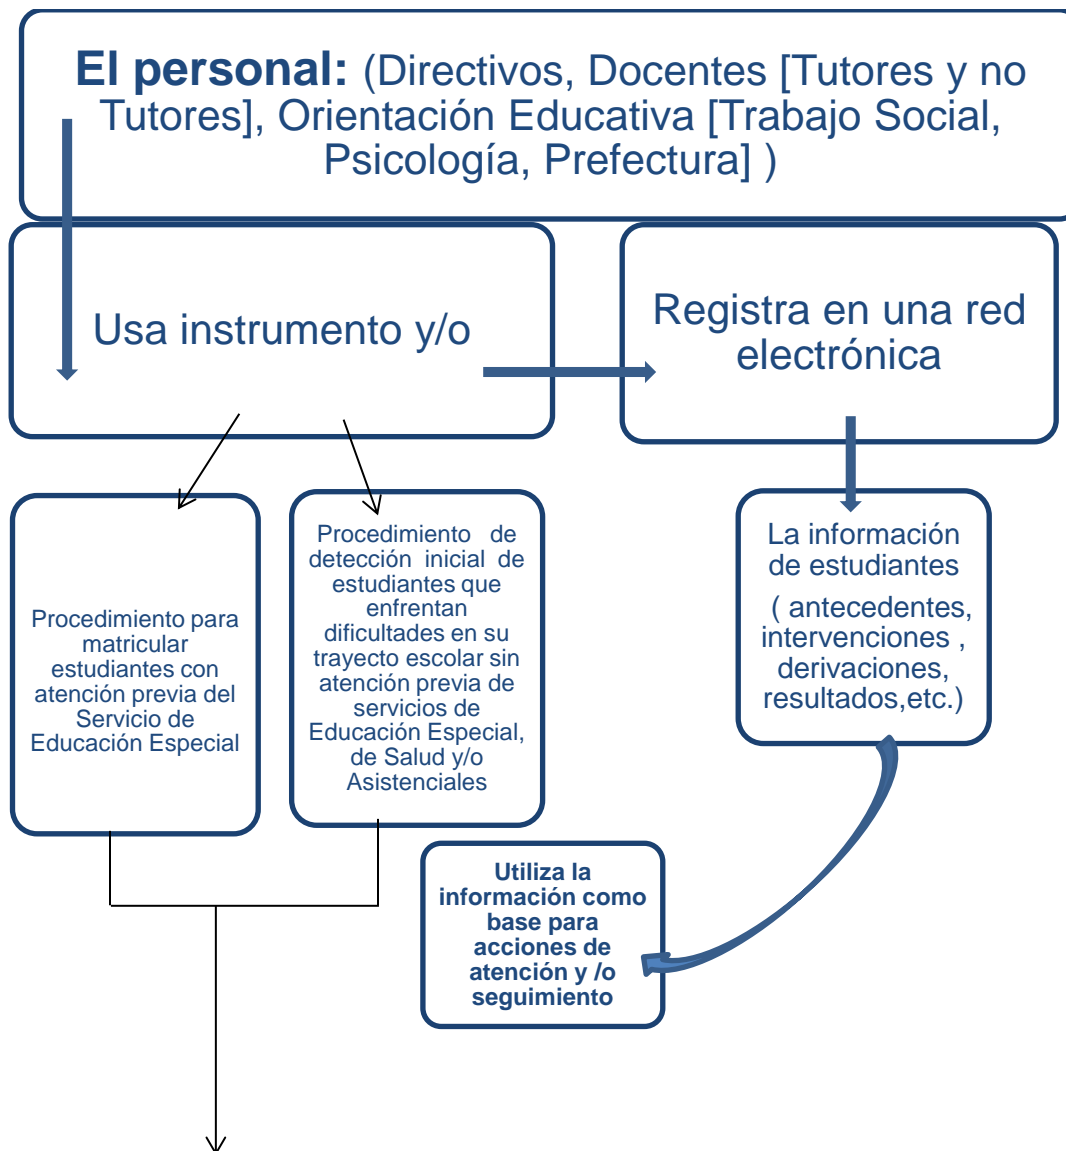 El personal: (Directivos, Docentes [Tutores y no
Tutores], Orientación Educativa [Trabajo Social,
Psicología, Prefectura] )
Usa instrumento y/o
Registra en una red
electrónica
Procedimiento para
matricular
estudiantes con
atención previa del
Servicio de
Educación Especial
Procedimiento de
detección inicial de
estudiantes que
enfrentan
dificultades en su
trayecto escolar sin
atención previa de
servicios de
Educación Especial,
de Salud y/o
Asistenciales
La información
de estudiantes
( antecedentes,
intervenciones ,
derivaciones,
resultados,etc.)
Utiliza la
información como
base para
acciones de
atención y /o
seguimiento